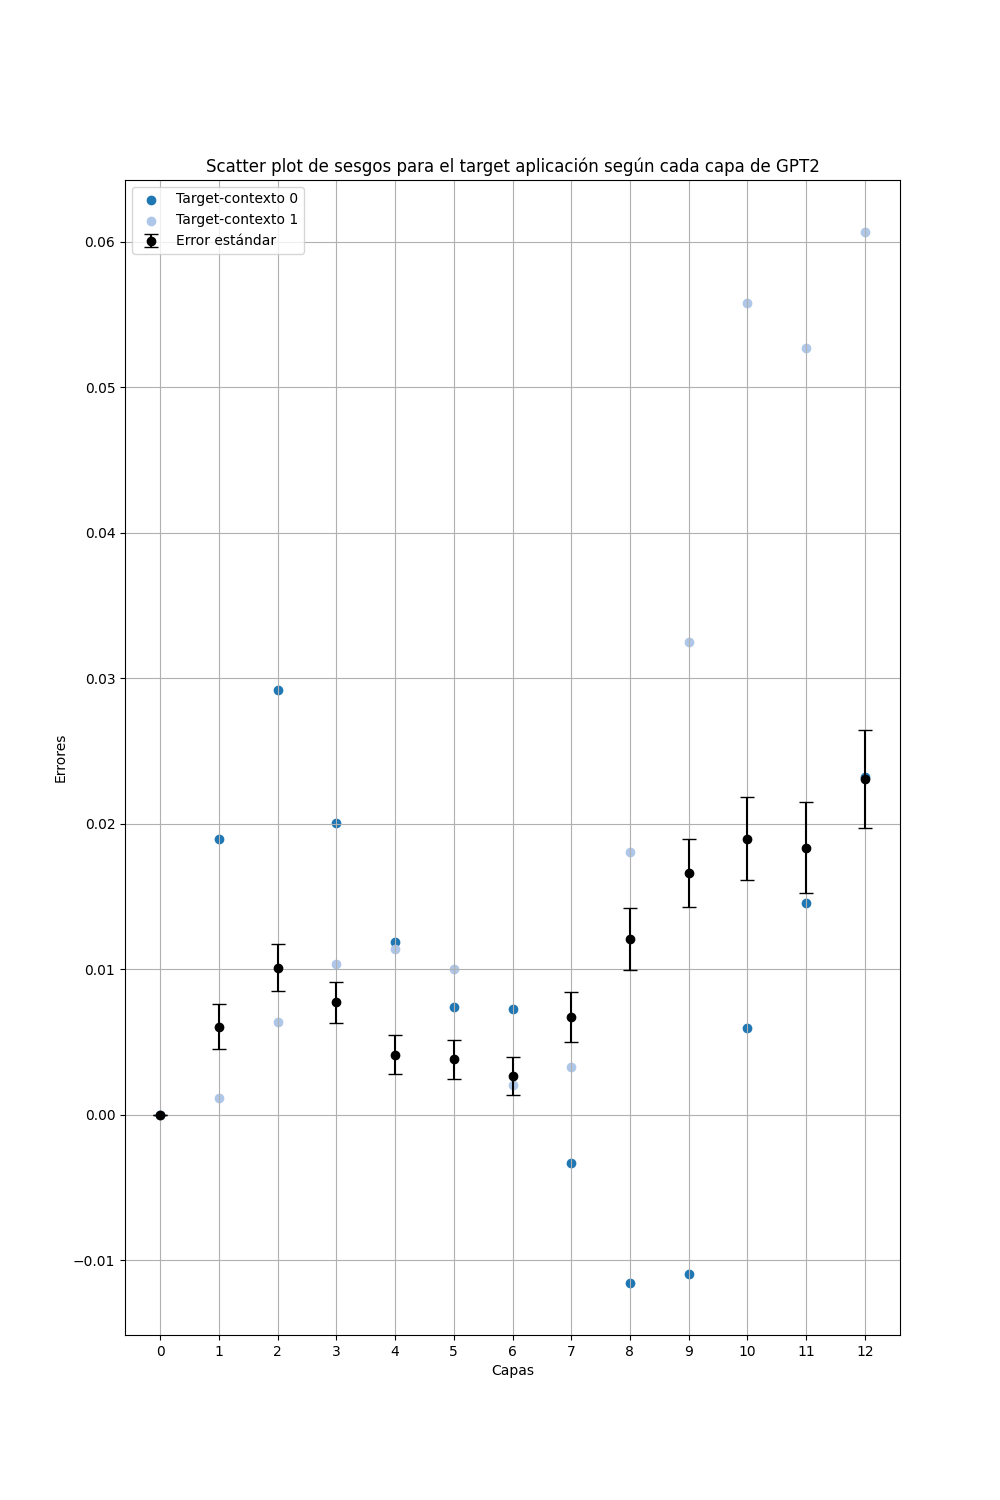 Scatter plot de sesgos para el target aplicación según cada capa de GPT2
Target-contexto 0
Target-contexto 1
Error estándar
0.06
0.05
0.04
0.03
0.02
0.01
0.00
−0.01
Errores
0 1 2 3 4 5 6 7 8 9 10 11 12
Capas